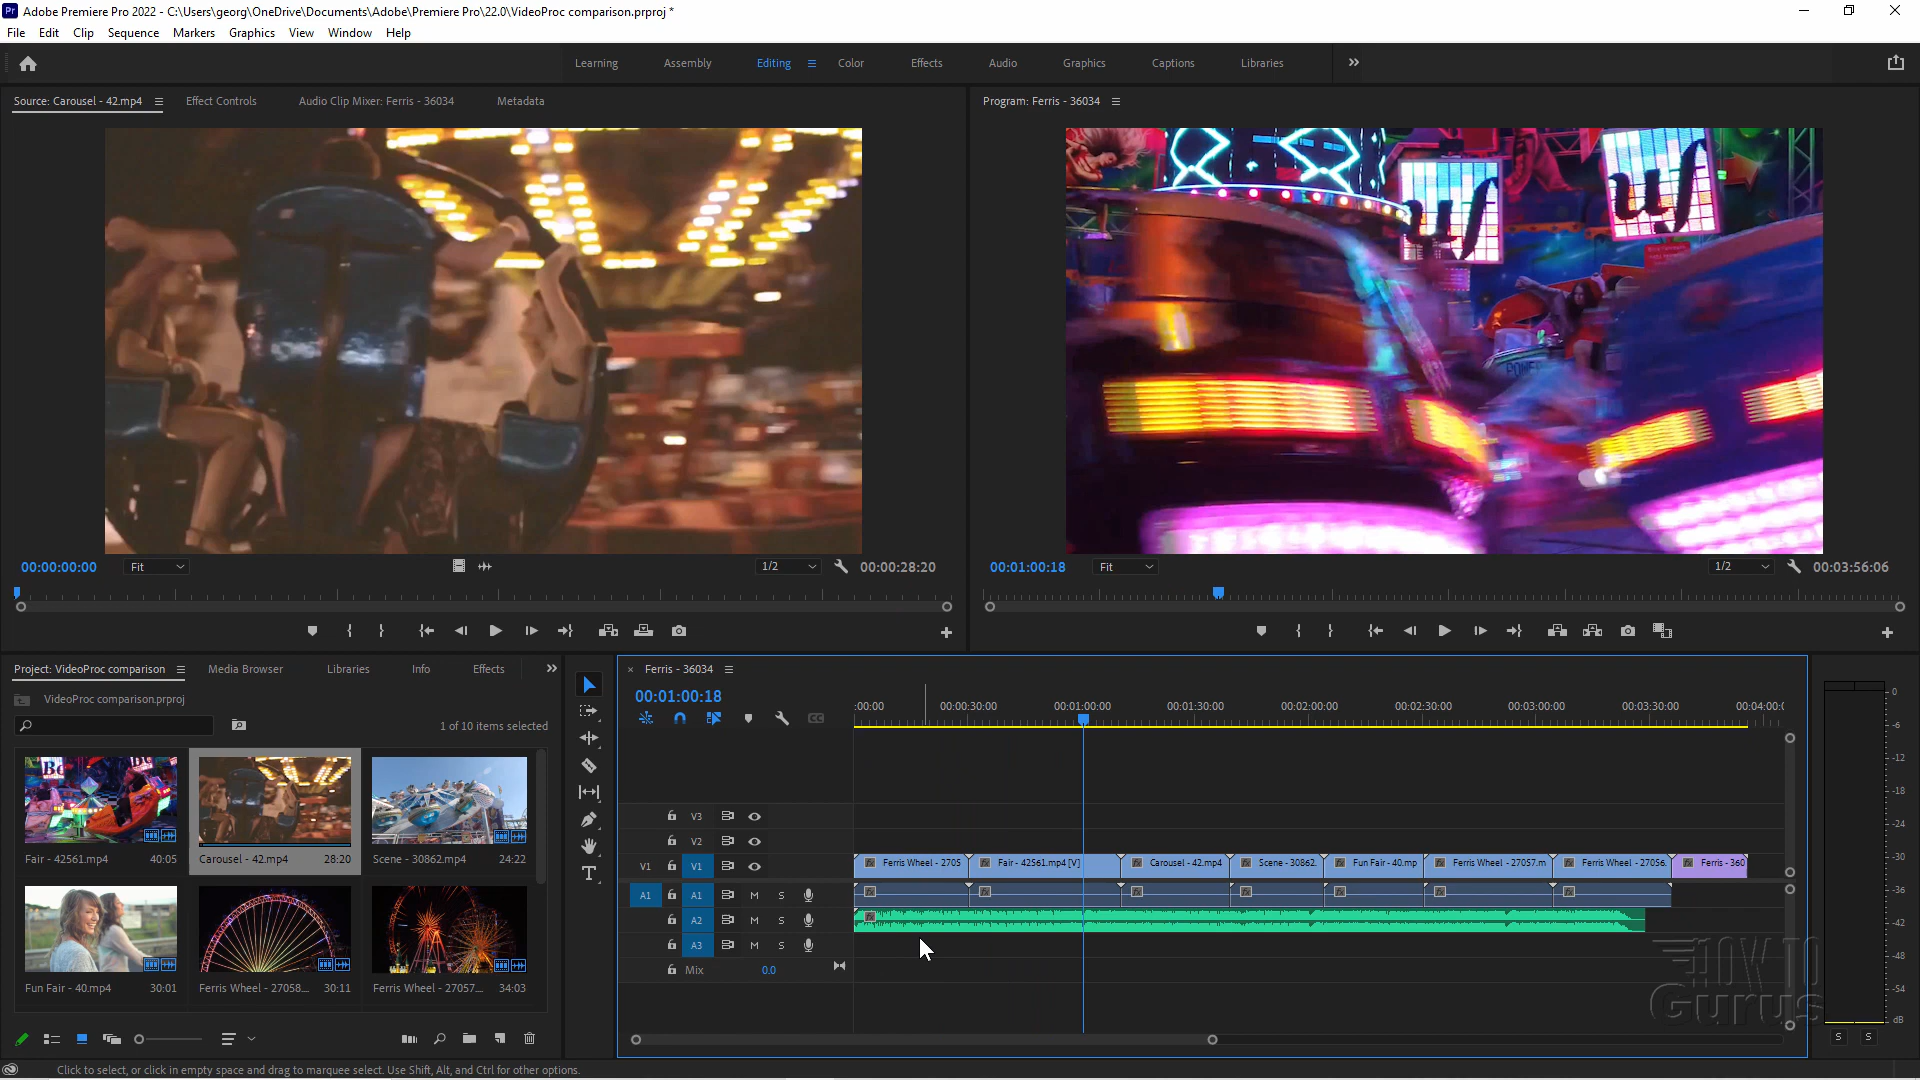 Pr Adobe Premiere Pro 2022 - C:\Users\georg\OneDrive\Documents\Adobe\Premiere Pro\22.0\VideoProc comparison.prproj *
File Edit Clip Sequence Markers Graphics View Window Help
Learning Assembly Editing Color Effects Audio Graphics Captions Libraries
Source: Carousel - 42.mp4 Effect Controls Audio Clip Mixer: Ferris - 36034 Metadata
Program: Ferris - 36034
00:00:00:00 Fit 1/2 00:00:28:20
00:01:00:18 Fit 1/2 00:03:56:06
Project: VideoProc comparison Media Browser Libraries Info Effects
VideoProc comparison.prproj
1 of 10 items selected
Fair - 42561.mp4 40:05
Carousel - 42.mp4 28:20
Scene - 30862.mp4 24:22
Fun Fair - 40.mp4 30:01
Ferris Wheel - 27058... 30:11
Ferris Wheel - 27057... 34:03
× Ferris - 36034
00:01:00:18
:00:00 00:00:30:00 00:01:00:00 00:01:30:00 00:02:00:00 00:02:30:00 00:03:00:00 00:03:30:00 00:04:00:0
V3
V2
V1 V1 Ferris Wheel - 2705 Fair - 42561.mp4 [V] Carousel - 42.mp4 Scene - 30862. Fun Fair - 40.mp Ferris Wheel - 27057.m Ferris Wheel - 27056. Ferris - 360
A1 A1 M S
A2 M S
A3 M S
Mix 0.0
0
-6
-12
-18
-24
-30
-36
-42
-48
-54
dB
S S
HOWTO
Gurus
Click to select, or click in empty space and drag to marquee select. Use Shift, Alt, and Ctrl for other options.